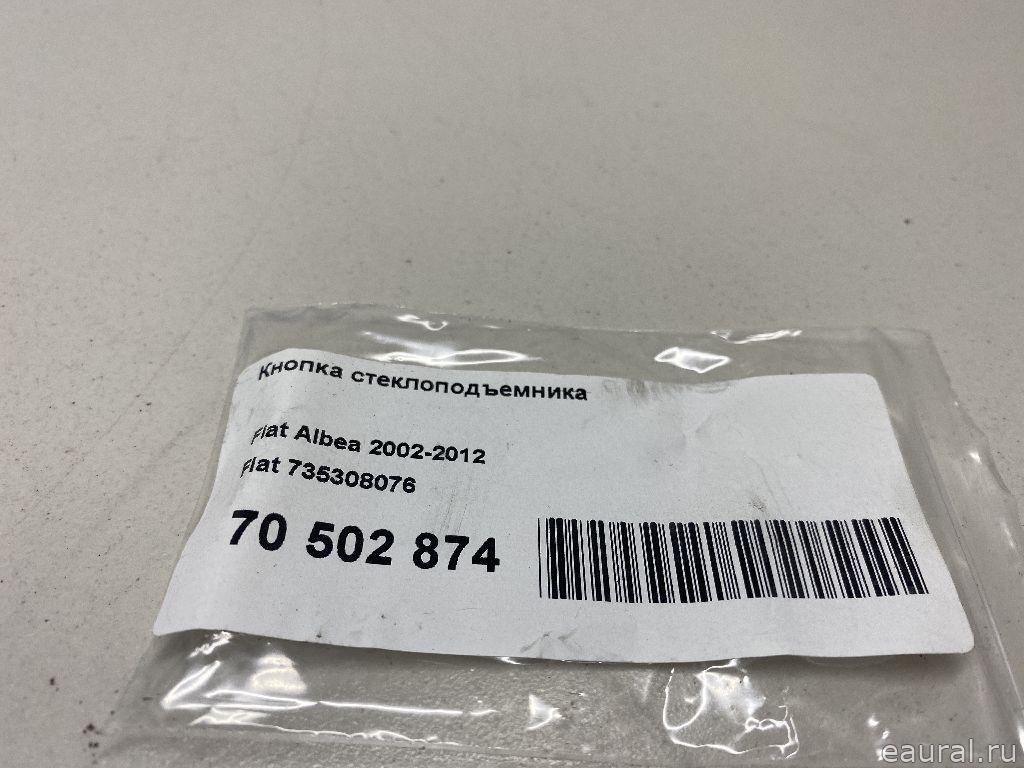 Кнопка стеклоподъемника
Fiat Albea 2002-2012
Fiat 735308076
70 502 874
eaural.ru